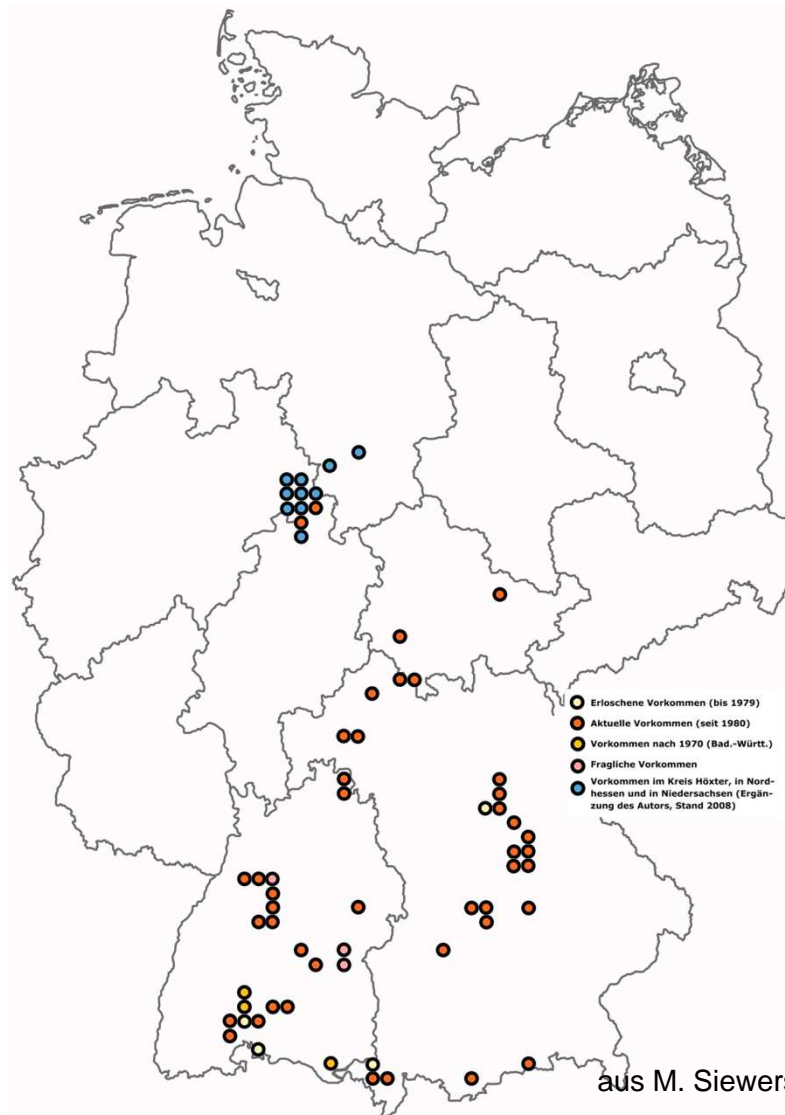 Erloschene Vorkommen (bis 1979)
Aktuelle Vorkommen (seit 1980)
Vorkommen nach 1970 (Bad.-Württ.)
Fragliche Vorkommen
Vorkommen im Kreis Höxter, in Nord-
hessen und in Niedersachsen (Ergän-
zung des Autors, Stand 2008)
aus M. Siewers